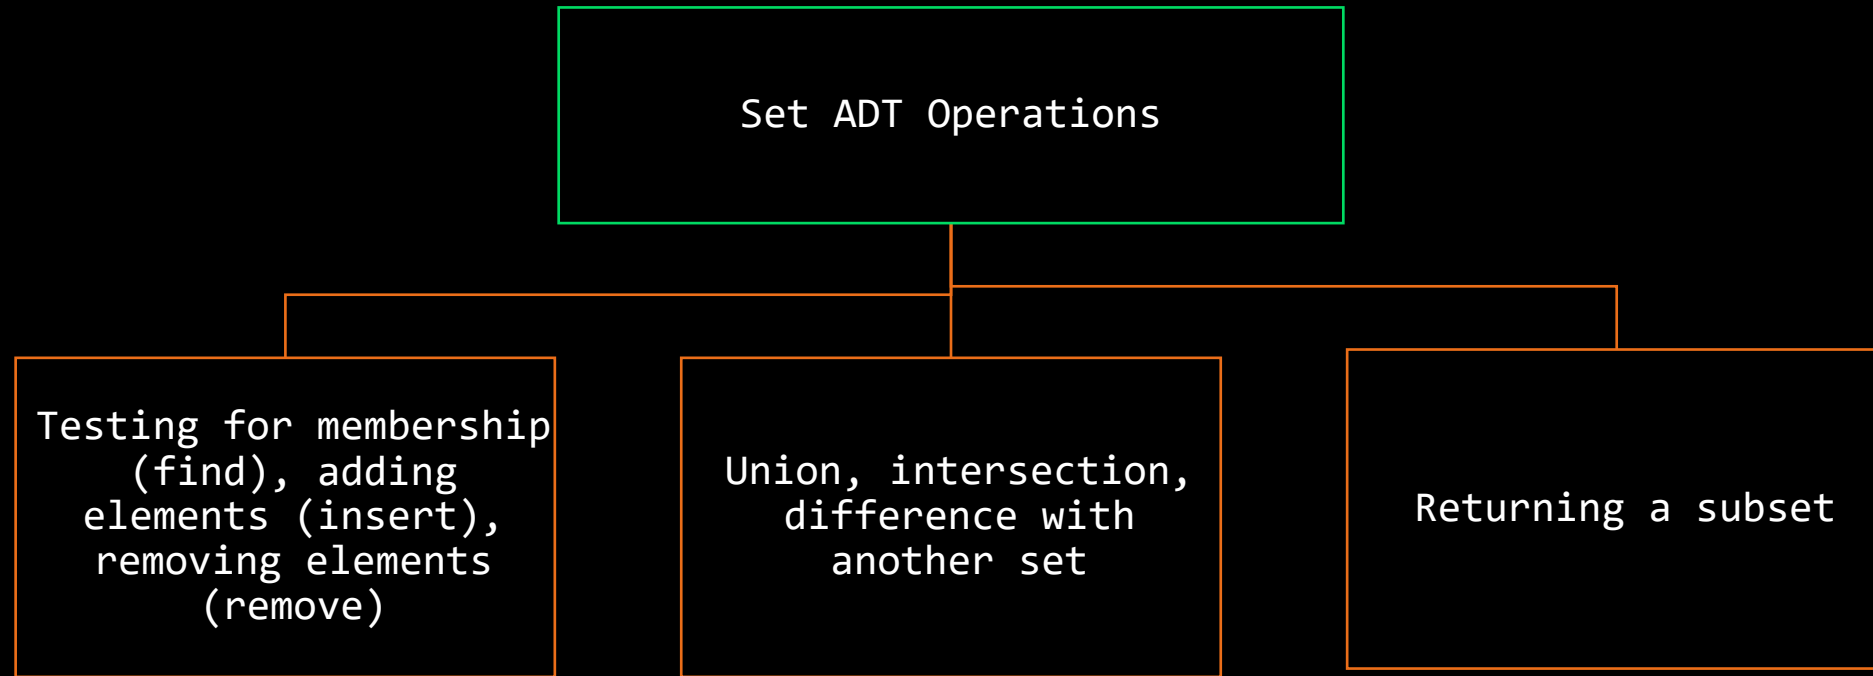 Set ADT Operations
Testing for membership
(find), adding
elements (insert),
removing elements
(remove)
Union, intersection,
difference with
another set
Returning a subset